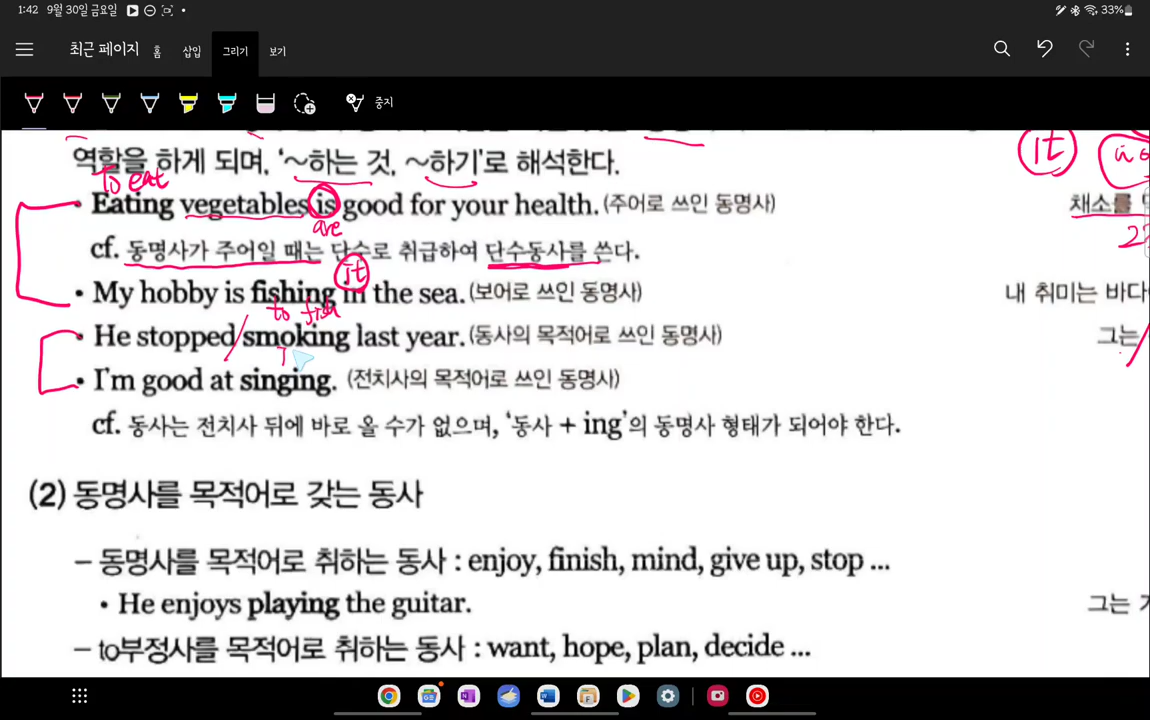 1:42 9월 30일 금요일 33%
최근 페이지 홈 삽입 그리기 보기
중지
it
역할을 하게 되며, '~하는 것, ~하기'로 해석한다.
To eat
Eating vegetables is good for your health. (주어로 쓰인 동명사) 채소를
are
cf. 동명사가 주어일 때는 단수로 취급하여 단수동사를 쓴다.
it
• My hobby is fishing in the sea. (보어로 쓰인 동명사) 내 취미는 바다
to fish
• He stopped / smoking last year. (동사의 목적어로 쓰인 동명사) 그는
• I'm good at singing. (전치사의 목적어로 쓰인 동명사)
cf. 동사는 전치사 뒤에 바로 올 수가 없으며, '동사 + ing'의 동명사 형태가 되어야 한다.
(2) 동명사를 목적어로 갖는 동사
– 동명사를 목적어로 취하는 동사 : enjoy, finish, mind, give up, stop ...
• He enjoys playing the guitar. 그는
– to부정사를 목적어로 취하는 동사 : want, hope, plan, decide ...